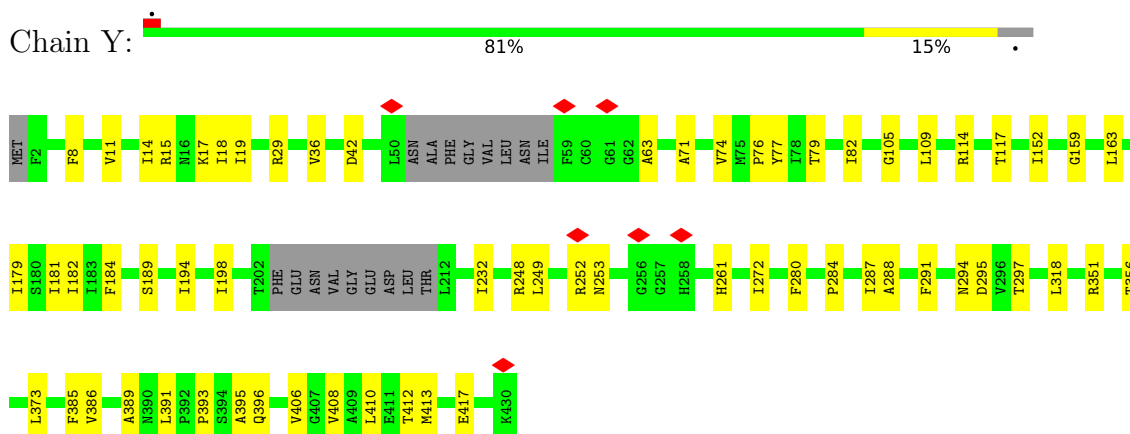 Chain Y: • 81% 15% •
MET F2 F8 V11 I14 R15 N16 K17 I18 I19 R29 V36 D42 L50 ASN ALA PHE GLY VAL LEU ASN ILE F59 C60 G61 G62 A63 A71 V74 M75 P76 Y77 I78 T79 I82 G105 L109 R114 T117 I152 G159 L163
I179 S180 I181 I182 I183 F184 S189 I194 I198 T202 PHE GLU ASN VAL GLY GLU ASP LEU THR L212 I232 R248 L249 R252 N253 G256 G257 H258 H261 I272 F280 P284 I287 A288 F291 N294 D295 V296 T297 L318 R351 T356
L373 F385 V386 A389 N390 L391 P392 P393 S394 A395 Q396 V406 G407 V408 A409 L410 E411 T412 M413 E417 K430